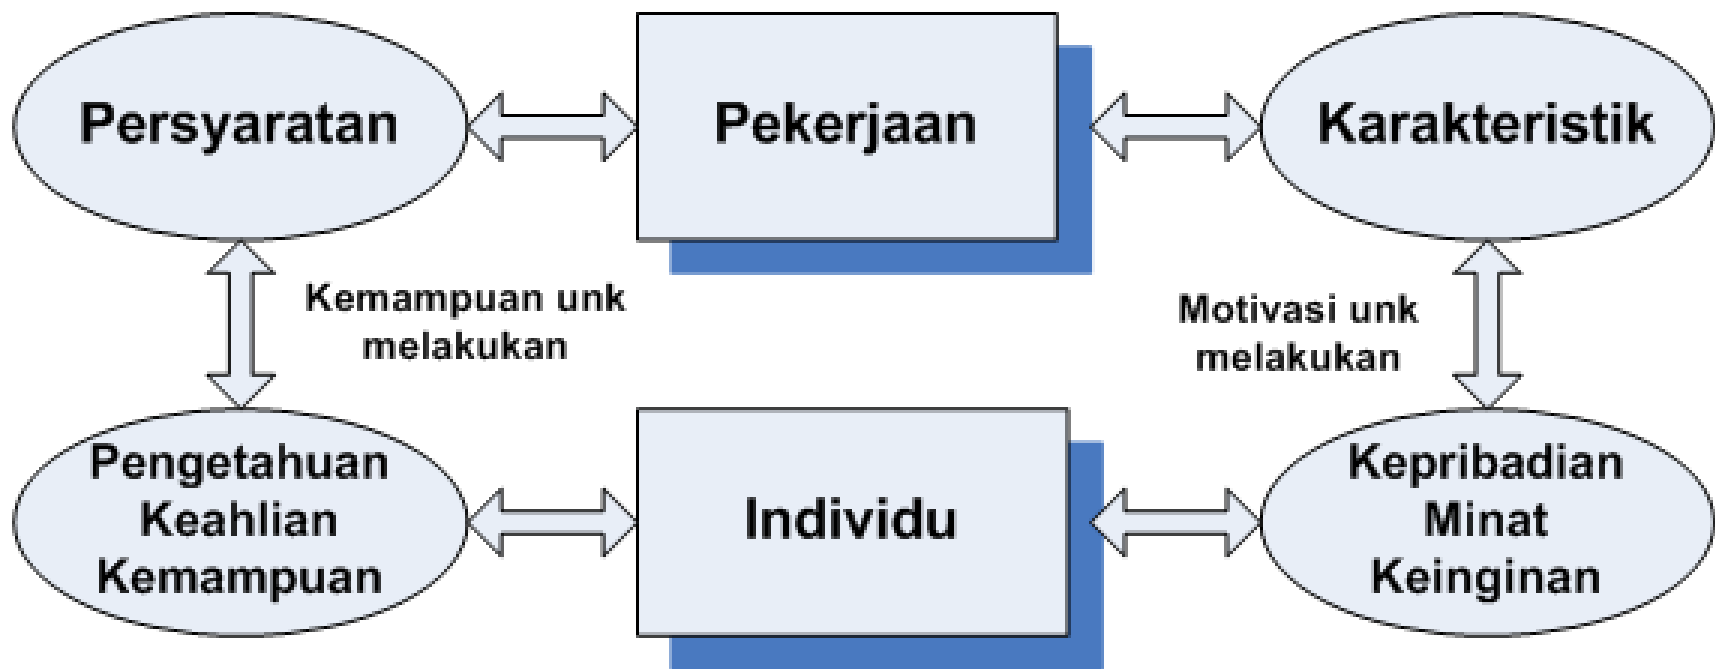 Persyaratan
Pekerjaan
Karakteristik
Kemampuan unk
melakukan
Motivasi unk
melakukan
Pengetahuan
Keahlian
Kemampuan
Individu
Kepribadian
Minat
Keinginan